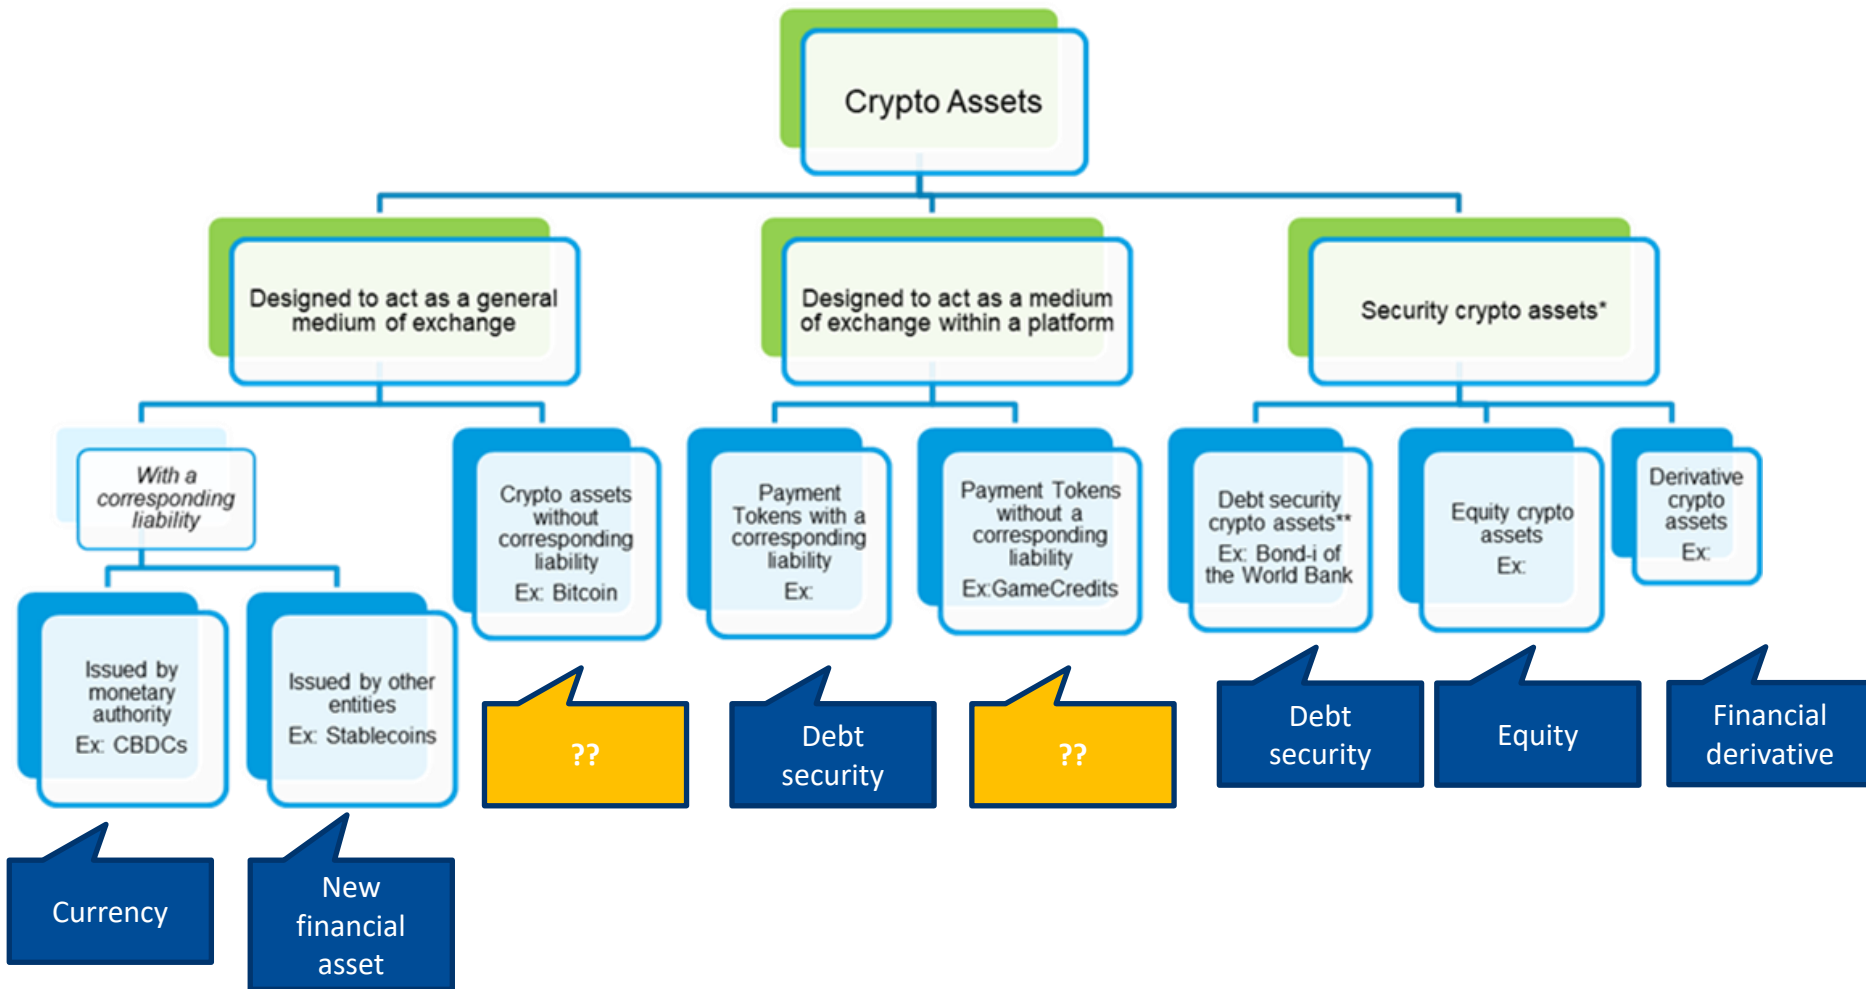 Crypto Assets
Designed to act as a general
medium of exchange
Designed to act as a medium
of exchange within a platform
Security crypto assets*
With a
corresponding
liability
Crypto assets
without
corresponding
liability
Ex: Bitcoin
Payment
Tokens with a
corresponding
liability
Ex:
Payment Tokens
without a
corresponding
liability
Ex:GameCredits
Debt security
crypto assets**
Ex: Bond-i of
the World Bank
Equity crypto
assets
Ex:
Derivative
crypto
assets
Ex:
Issued by
monetary
authority
Ex: CBDCs
Issued by other
entities
Ex: Stablecoins
??
Debt
security
??
Debt
security
Equity
Financial
derivative
Currency
New
financial
asset